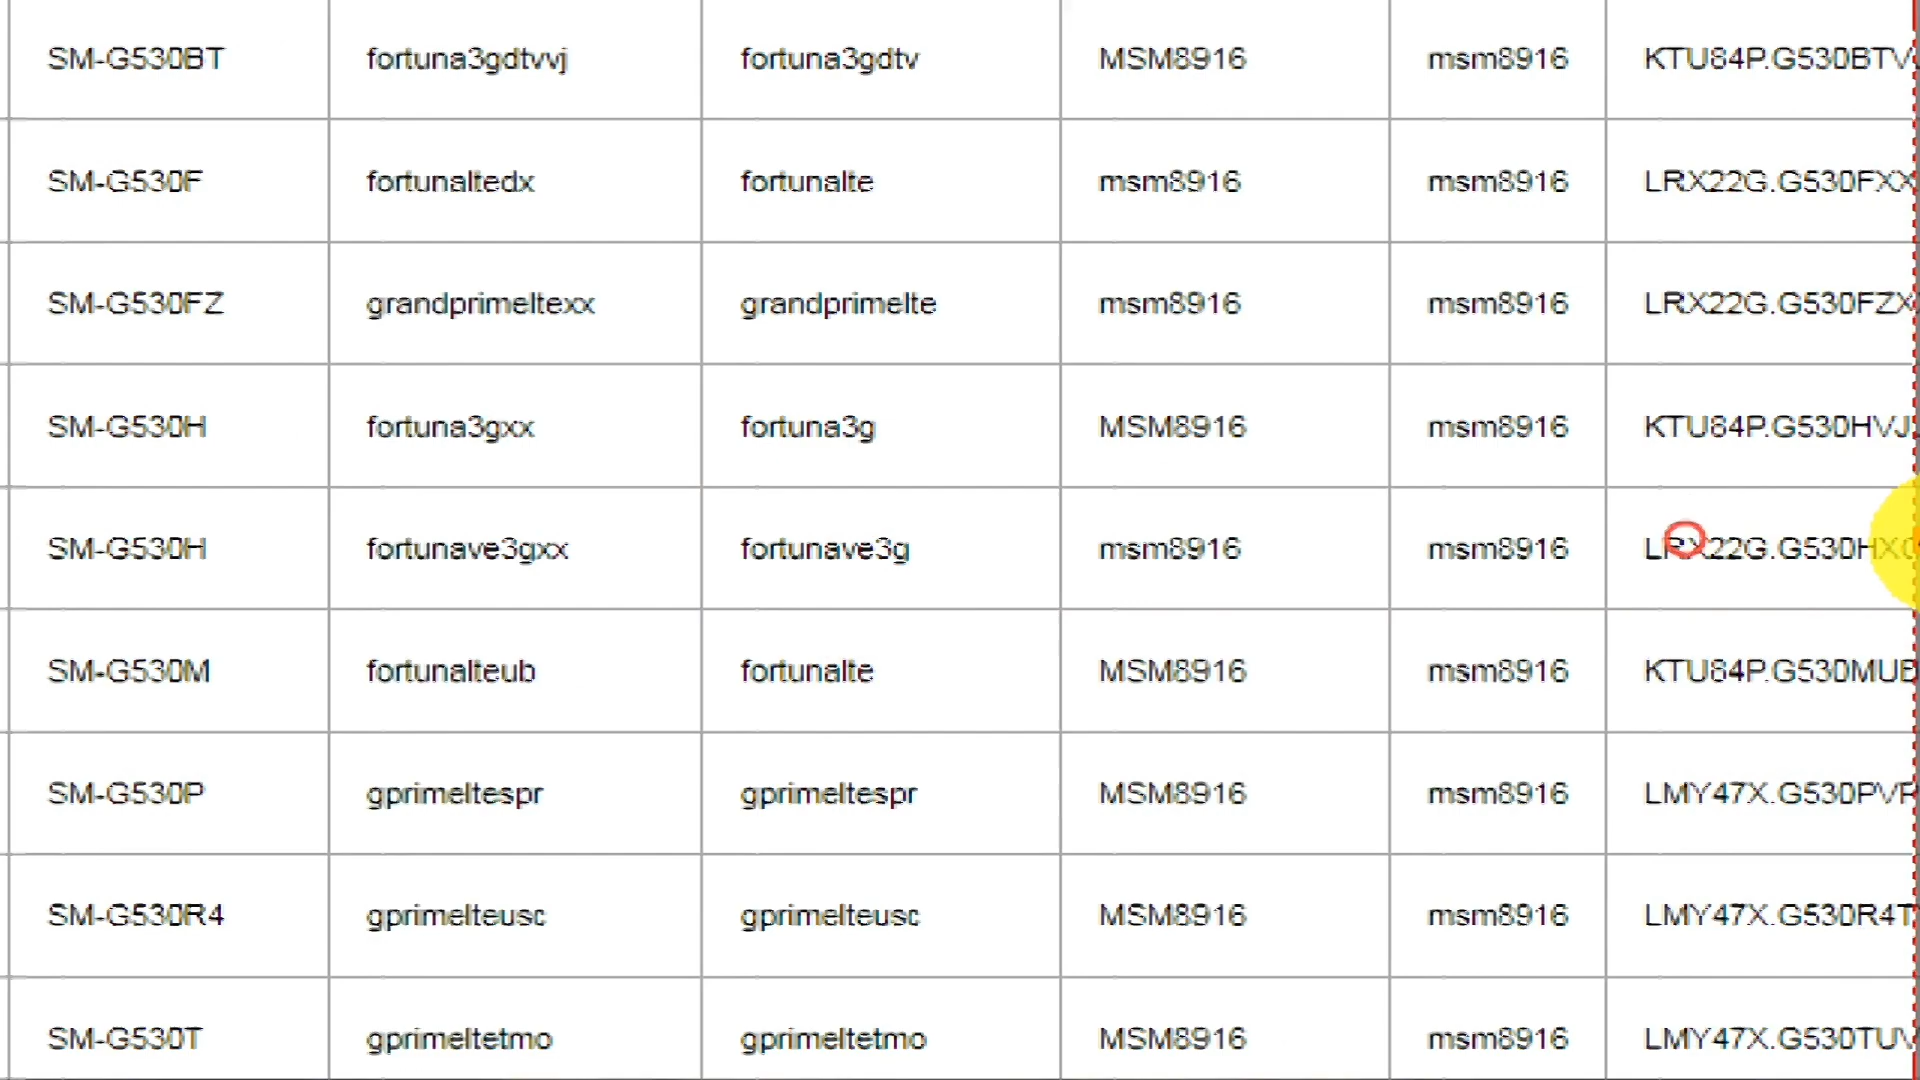 SM-G530BT fortuna3gdtvvj fortuna3gdtv MSM8916 msm8916 KTU84P.G530BTV
SM-G530F fortunaltedx fortunalte msm8916 msm8916 LRX22G.G530FXX
SM-G530FZ grandprimeltexx grandprimelte msm8916 msm8916 LRX22G.G530FZX
SM-G530H fortuna3gxx fortuna3g MSM8916 msm8916 KTU84P.G530HVJ
SM-G530H fortunave3gxx fortunave3g msm8916 msm8916 LRX22G.G530HX
SM-G530M fortunalteub fortunalte MSM8916 msm8916 KTU84P.G530MUB
SM-G530P gprimeltespr gprimeltespr MSM8916 msm8916 LMY47X.G530PVP
SM-G530R4 gprimelteusc gprimelteusc MSM8916 msm8916 LMY47X.G530R4T
SM-G530T gprimeltetmo gprimeltetmo MSM8916 msm8916 LMY47X.G530TUV